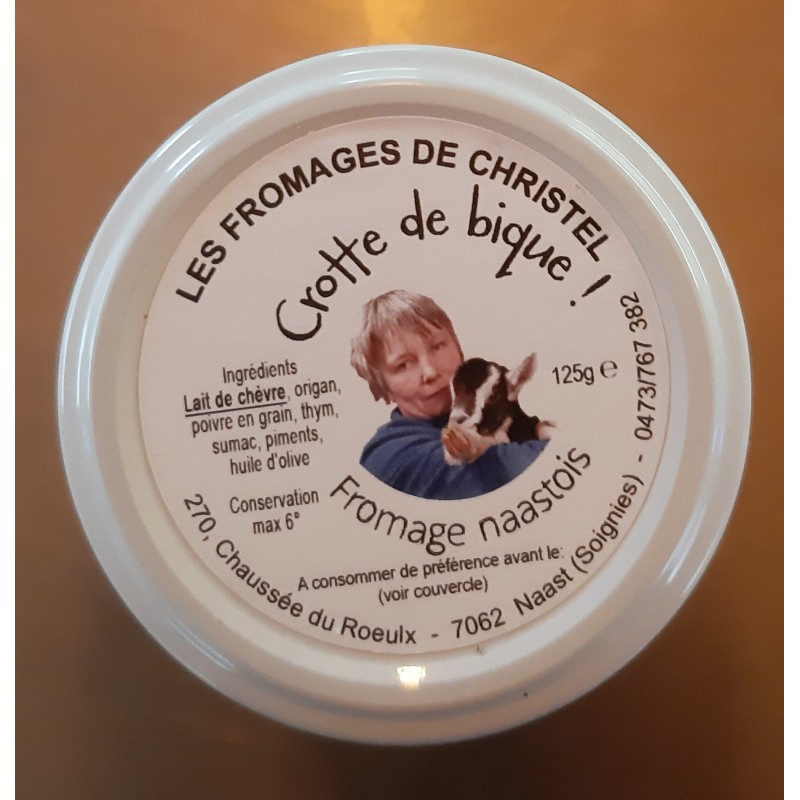 LES FROMAGES DE CHRISTEL
Crotte de bique !
Ingrédients
Lait de chèvre, origan,
poivre en grain, thym,
sumac, piments,
huile d'olive
125g ℮
Conservation
max 6°
Fromage naastois
A consommer de préférence avant le:
(voir couvercle)
270, Chaussée du Roeulx - 7062 Naast (Soignies) - 0473/767 382